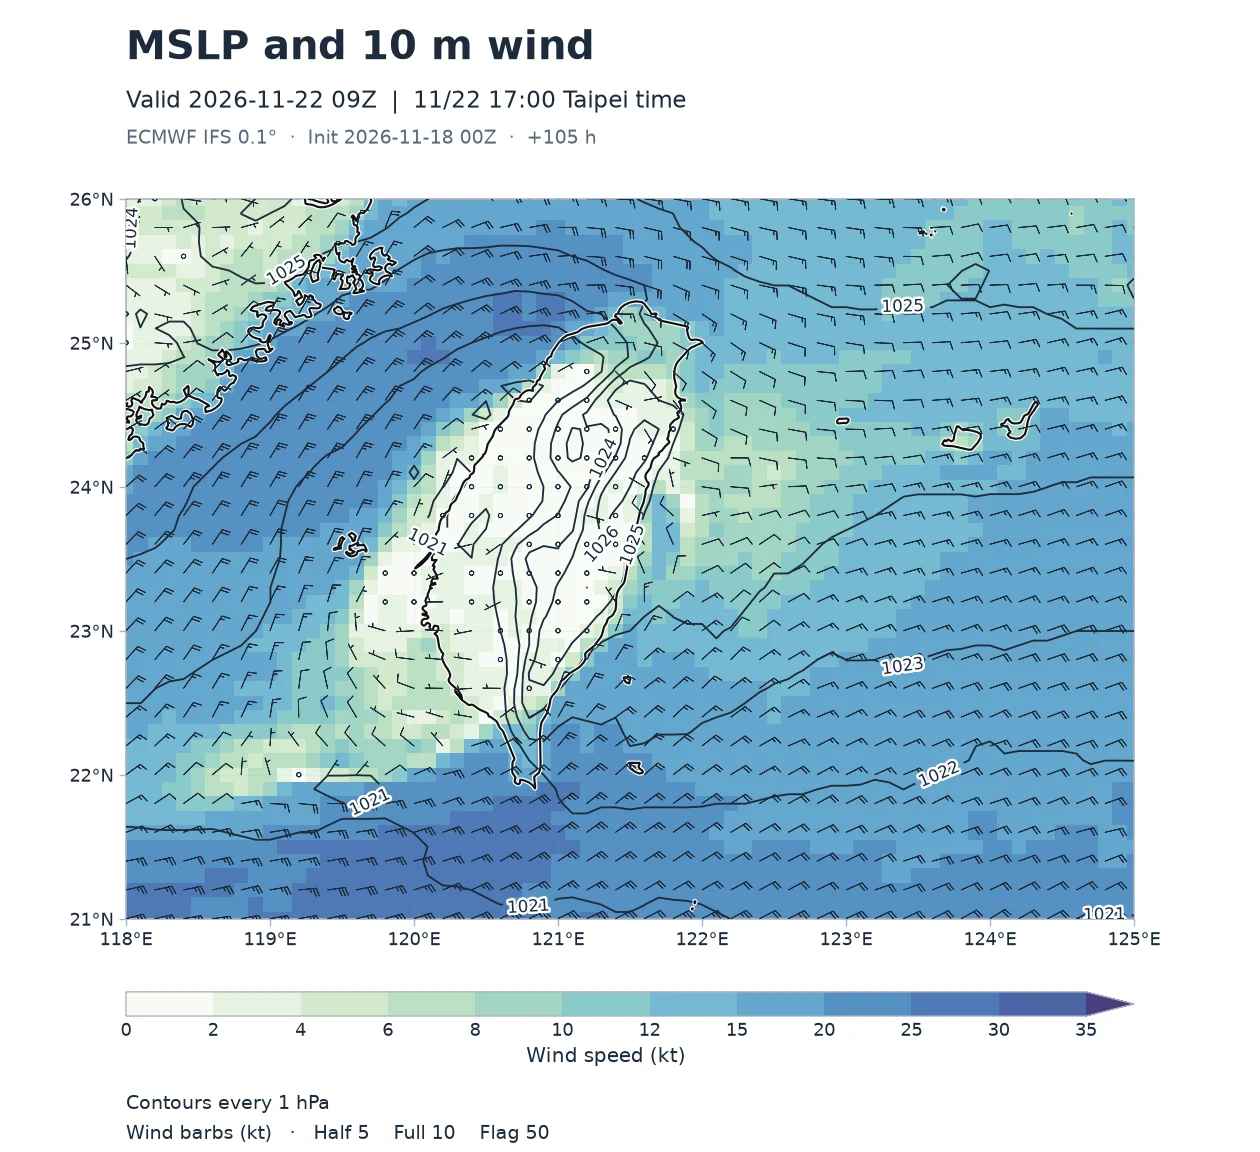 MSLP and 10 m wind
Valid 2026-11-22 09Z | 11/22 17:00 Taipei time
ECMWF IFS 0.1° · Init 2026-11-18 00Z · +105 h
26°N
25°N
24°N
23°N
22°N
21°N
1024
1025
1025
1024
1021
1026
1025
1023
1022
1021
1021
1021
118°E 119°E 120°E 121°E 122°E 123°E 124°E 125°E
0 2 4 6 8 10 12 15 20 25 30 35
Wind speed (kt)
Contours every 1 hPa
Wind barbs (kt) · Half 5 Full 10 Flag 50